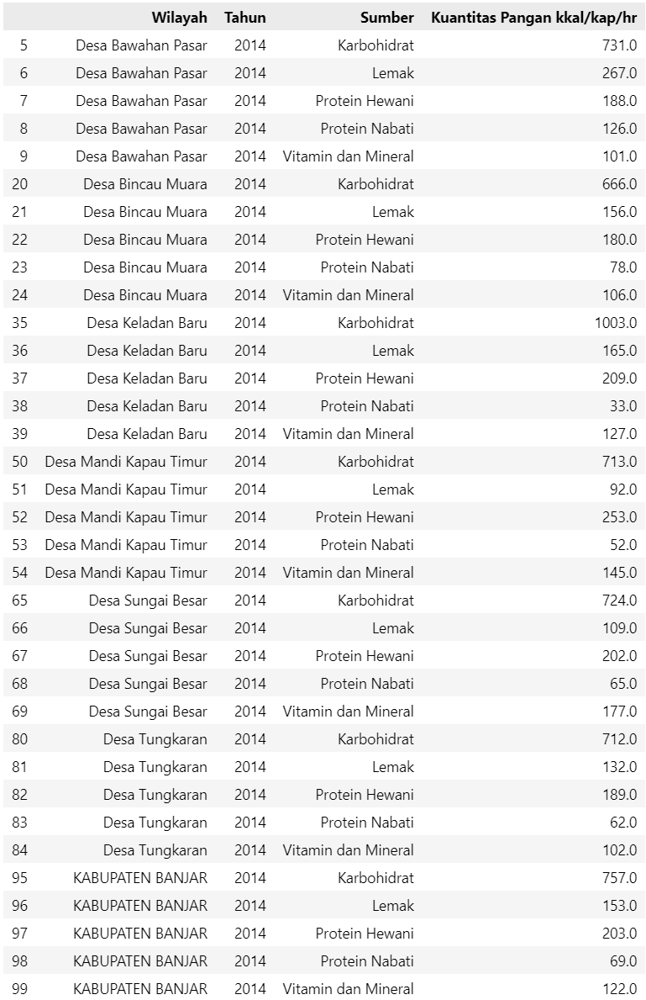 Wilayah Tahun Sumber Kuantitas Pangan kkal/kap/hr
5 Desa Bawahan Pasar 2014 Karbohidrat 731.0
6 Desa Bawahan Pasar 2014 Lemak 267.0
7 Desa Bawahan Pasar 2014 Protein Hewani 188.0
8 Desa Bawahan Pasar 2014 Protein Nabati 126.0
9 Desa Bawahan Pasar 2014 Vitamin dan Mineral 101.0
20 Desa Bincau Muara 2014 Karbohidrat 666.0
21 Desa Bincau Muara 2014 Lemak 156.0
22 Desa Bincau Muara 2014 Protein Hewani 180.0
23 Desa Bincau Muara 2014 Protein Nabati 78.0
24 Desa Bincau Muara 2014 Vitamin dan Mineral 106.0
35 Desa Keladan Baru 2014 Karbohidrat 1003.0
36 Desa Keladan Baru 2014 Lemak 165.0
37 Desa Keladan Baru 2014 Protein Hewani 209.0
38 Desa Keladan Baru 2014 Protein Nabati 33.0
39 Desa Keladan Baru 2014 Vitamin dan Mineral 127.0
50 Desa Mandi Kapau Timur 2014 Karbohidrat 713.0
51 Desa Mandi Kapau Timur 2014 Lemak 92.0
52 Desa Mandi Kapau Timur 2014 Protein Hewani 253.0
53 Desa Mandi Kapau Timur 2014 Protein Nabati 52.0
54 Desa Mandi Kapau Timur 2014 Vitamin dan Mineral 145.0
65 Desa Sungai Besar 2014 Karbohidrat 724.0
66 Desa Sungai Besar 2014 Lemak 109.0
67 Desa Sungai Besar 2014 Protein Hewani 202.0
68 Desa Sungai Besar 2014 Protein Nabati 65.0
69 Desa Sungai Besar 2014 Vitamin dan Mineral 177.0
80 Desa Tungkaran 2014 Karbohidrat 712.0
81 Desa Tungkaran 2014 Lemak 132.0
82 Desa Tungkaran 2014 Protein Hewani 189.0
83 Desa Tungkaran 2014 Protein Nabati 62.0
84 Desa Tungkaran 2014 Vitamin dan Mineral 102.0
95 KABUPATEN BANJAR 2014 Karbohidrat 757.0
96 KABUPATEN BANJAR 2014 Lemak 153.0
97 KABUPATEN BANJAR 2014 Protein Hewani 203.0
98 KABUPATEN BANJAR 2014 Protein Nabati 69.0
99 KABUPATEN BANJAR 2014 Vitamin dan Mineral 122.0